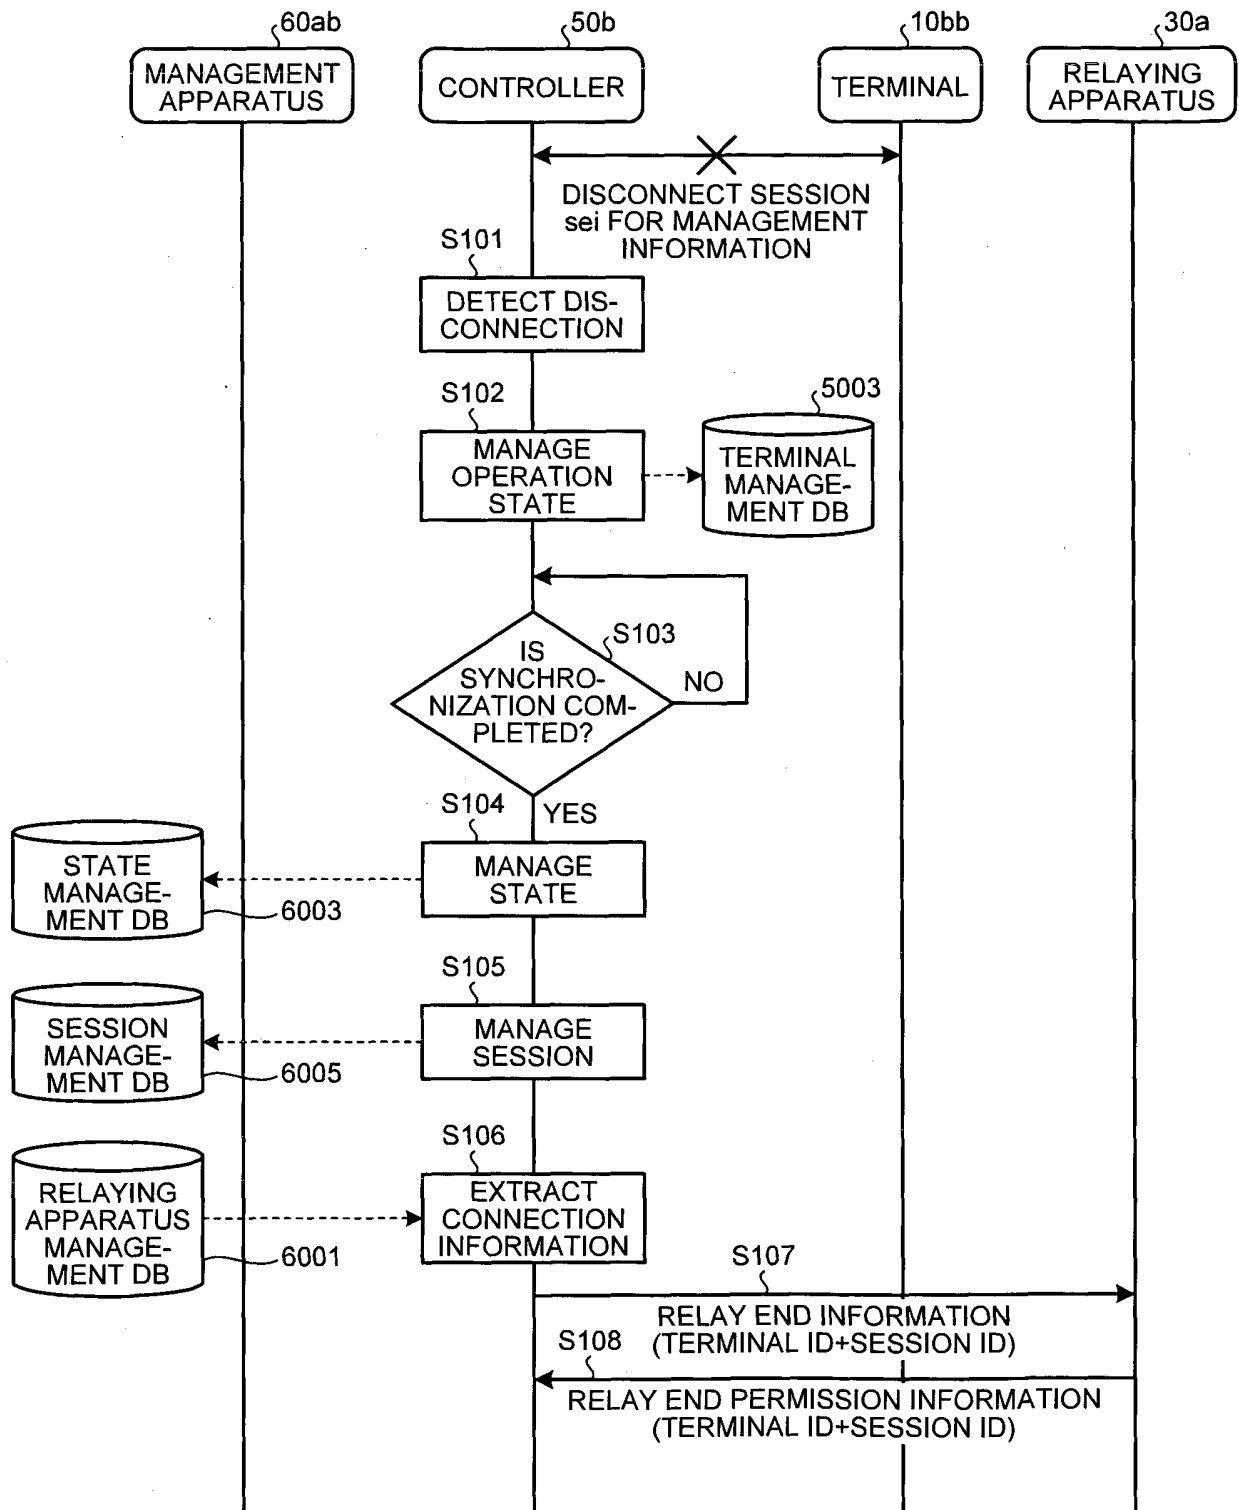 60ab
50b
10bb
30a
MANAGEMENT
APPARATUS
CONTROLLER
TERMINAL
RELAYING
APPARATUS
DISCONNECT SESSION
sei FOR MANAGEMENT
INFORMATION
S101
DETECT DIS-
CONNECTION
S102
MANAGE
OPERATION
STATE
5003
TERMINAL
MANAGE-
MENT DB
S103
IS
SYNCHRO-
NIZATION COM-
PLETED?
NO
YES
S104
MANAGE
STATE
STATE
MANAGE-
MENT DB
6003
S105
MANAGE
SESSION
SESSION
MANAGE-
MENT DB
6005
S106
EXTRACT
CONNECTION
INFORMATION
RELAYING
APPARATUS
MANAGE-
MENT DB
6001
S107
RELAY END INFORMATION
(TERMINAL ID+SESSION ID)
S108
RELAY END PERMISSION INFORMATION
(TERMINAL ID+SESSION ID)